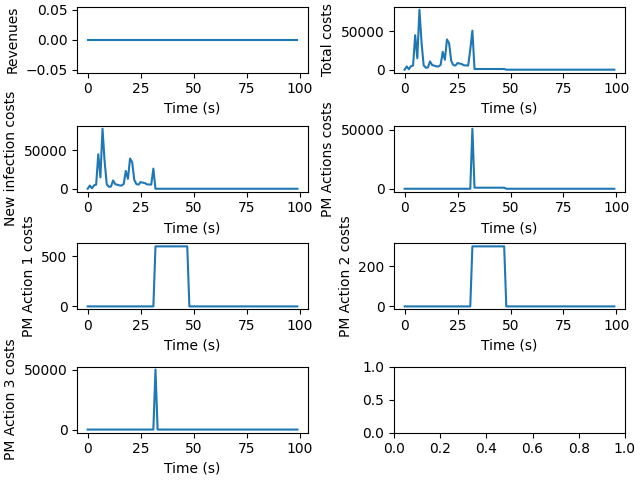 Revenues
0.05
0.00
−0.05
0 25 50 75 100
Time (s)
Total costs
50000
0
0 25 50 75 100
Time (s)
New infection costs
50000
0
0 25 50 75 100
Time (s)
PM Actions costs
50000
0
0 25 50 75 100
Time (s)
PM Action 1 costs
500
0
0 25 50 75 100
Time (s)
PM Action 2 costs
200
0
0 25 50 75 100
Time (s)
PM Action 3 costs
50000
0
0 25 50 75 100
Time (s)
1.0
0.5
0.0
0.0 0.2 0.4 0.6 0.8 1.0